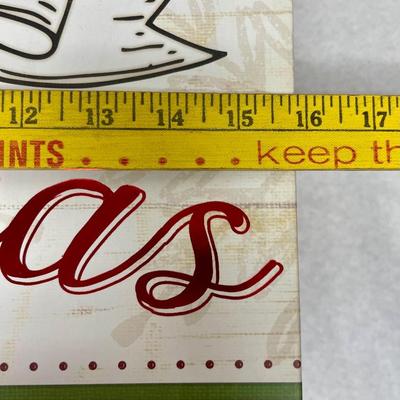 12 13 14 15 16 17
INTS . . . . . . keep th
as